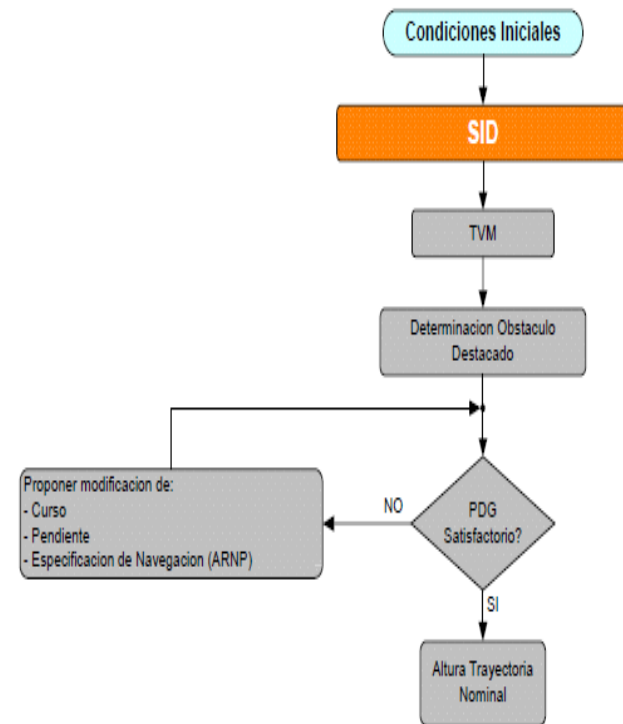 Condiciones Iniciales
SID
TVM
Determinacion Obstaculo
Destacado
Proponer modificacion de:
- Curso
- Pendiente
- Especificacion de Navegacion (ARNP)
NO
PDG
Satisfactorio?
SI
Altura Trayectoria
Nominal